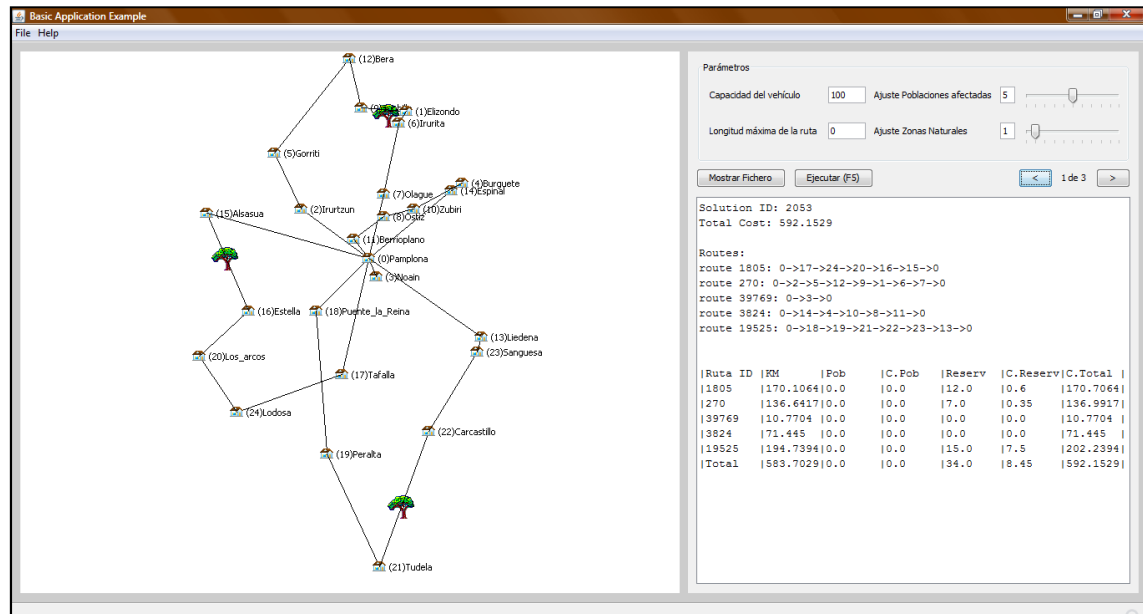 Basic Application Example
File Help
(12)Bera
(1)Elizondo
(6)Irurita
(5)Gorriti
(4)Burguete
(14)Espinal
(7)Olague
(10)Zubiri
(2)Irurtzun
(15)Alsasua
(8)Ostiz
(11)Berrioplano
(0)Pamplona
(3)Noain
(16)Estella
(18)Puente_la_Reina
(13)Liedena
(23)Sanguesa
(20)Los_arcos
(17)Tafalla
(24)Lodosa
(22)Carcastillo
(19)Peralta
(21)Tudela
Parámetros
Capacidad del vehículo 100 Ajuste Poblaciones afectadas 5
Longitud máxima de la ruta 0 Ajuste Zonas Naturales 1
Mostrar Fichero Ejecutar (F5) < 1 de 3 >
Solution ID: 2053
Total Cost: 592.1529
Routes:
route 1805: 0->17->24->20->16->15->0
route 270: 0->2->5->12->9->1->6->7->0
route 39769: 0->3->0
route 3824: 0->14->4->10->8->11->0
route 19525: 0->18->19->21->22->23->13->0
|Ruta ID |KM |Pob |C.Pob |Reserv |C.Reserv|C.Total |
|1805 |170.1064|0.0 |0.0 |12.0 |0.6 |170.7064|
|270 |136.6417|0.0 |0.0 |7.0 |0.35 |136.9917|
|39769 |10.7704 |0.0 |0.0 |0.0 |0.0 |10.7704 |
|3824 |71.445 |0.0 |0.0 |0.0 |0.0 |71.445 |
|19525 |194.7394|0.0 |0.0 |15.0 |7.5 |202.2394|
|Total |583.7029|0.0 |0.0 |34.0 |8.45 |592.1529|